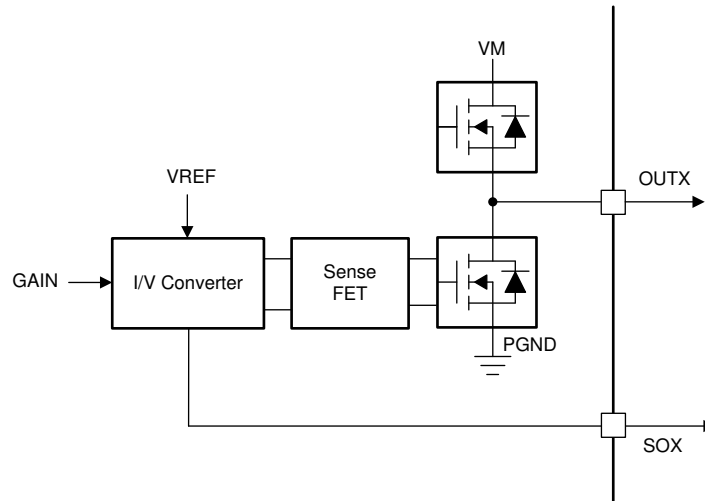 VM
VREF
OUTX
GAIN
I/V Converter
Sense
FET
PGND
SOX